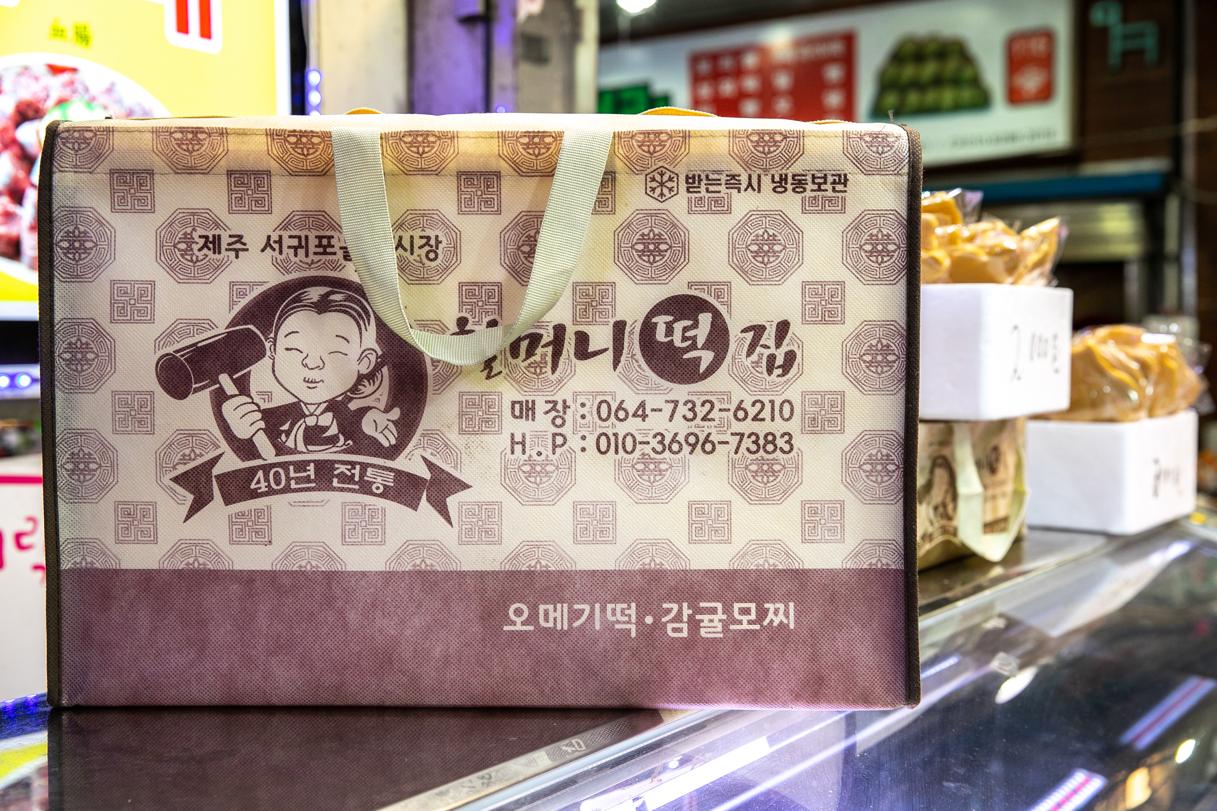 받는즉시 냉동보관
제주 서귀포 시장
할머니 떡 집
매장 : 064-732-6210
H.P : 010-3696-7383
40년 전통
오메기떡·감귤모찌